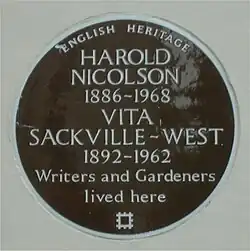 ENGLISH HERITAGE
HAROLD
NICOLSON
1886-1968
VITA
SACKVILLE-WEST
1892-1962
Writers and Gardeners
lived here